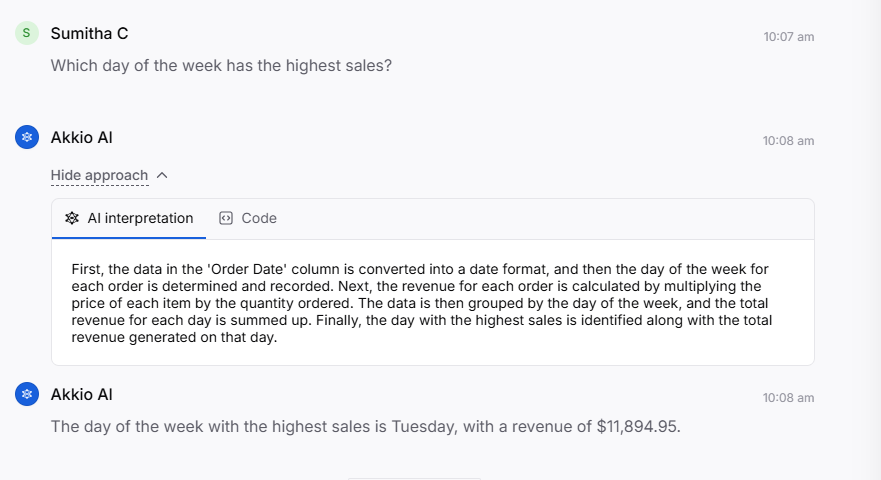 S Sumitha C 10:07 am
Which day of the week has the highest sales?
Akkio AI 10:08 am
Hide approach
AI interpretation Code
First, the data in the 'Order Date' column is converted into a date format, and then the day of the week for
each order is determined and recorded. Next, the revenue for each order is calculated by multiplying the
price of each item by the quantity ordered. The data is then grouped by the day of the week, and the total
revenue for each day is summed up. Finally, the day with the highest sales is identified along with the total
revenue generated on that day.
Akkio AI 10:08 am
The day of the week with the highest sales is Tuesday, with a revenue of $11,894.95.